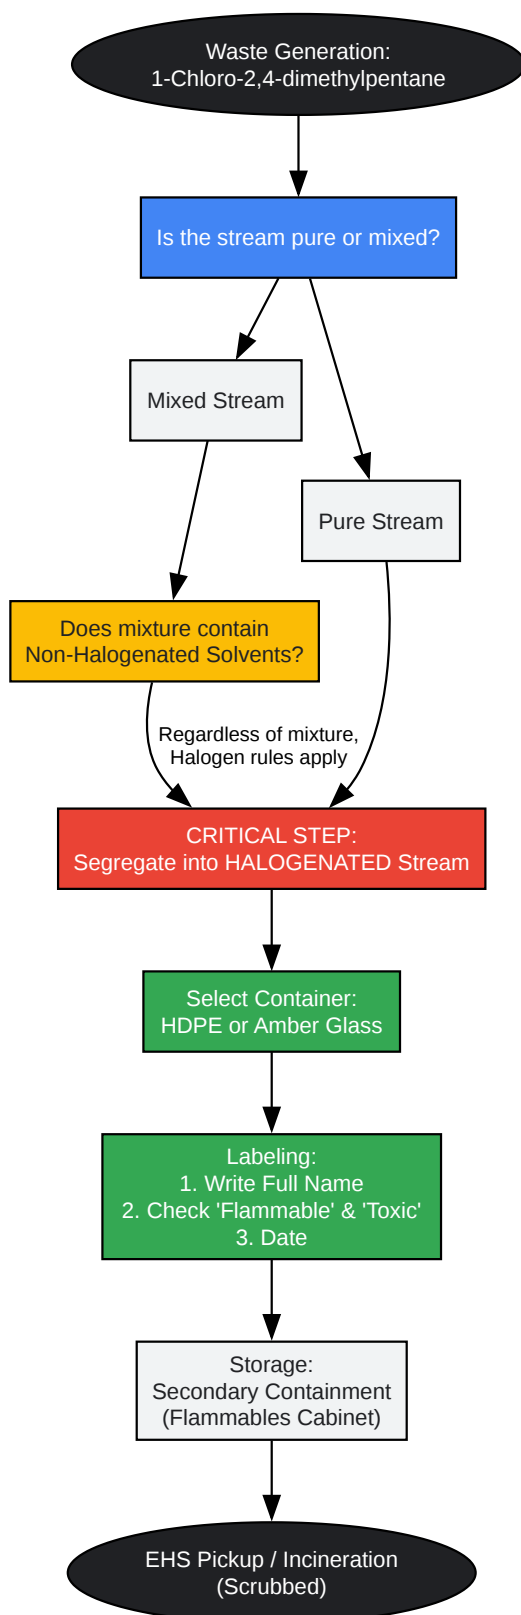 Waste Generation:
1-Chloro-2,4-dimethylpentane
Is the stream pure or mixed?
Mixed Stream
Pure Stream
Does mixture contain
Non-Halogenated Solvents?
Regardless of mixture,
Halogen rules apply
CRITICAL STEP:
Segregate into HALOGENATED Stream
Select Container:
HDPE or Amber Glass
Labeling:
1. Write Full Name
2. Check 'Flammable' & 'Toxic'
3. Date
Storage:
Secondary Containment
(Flammables Cabinet)
EHS Pickup / Incineration
(Scrubbed)